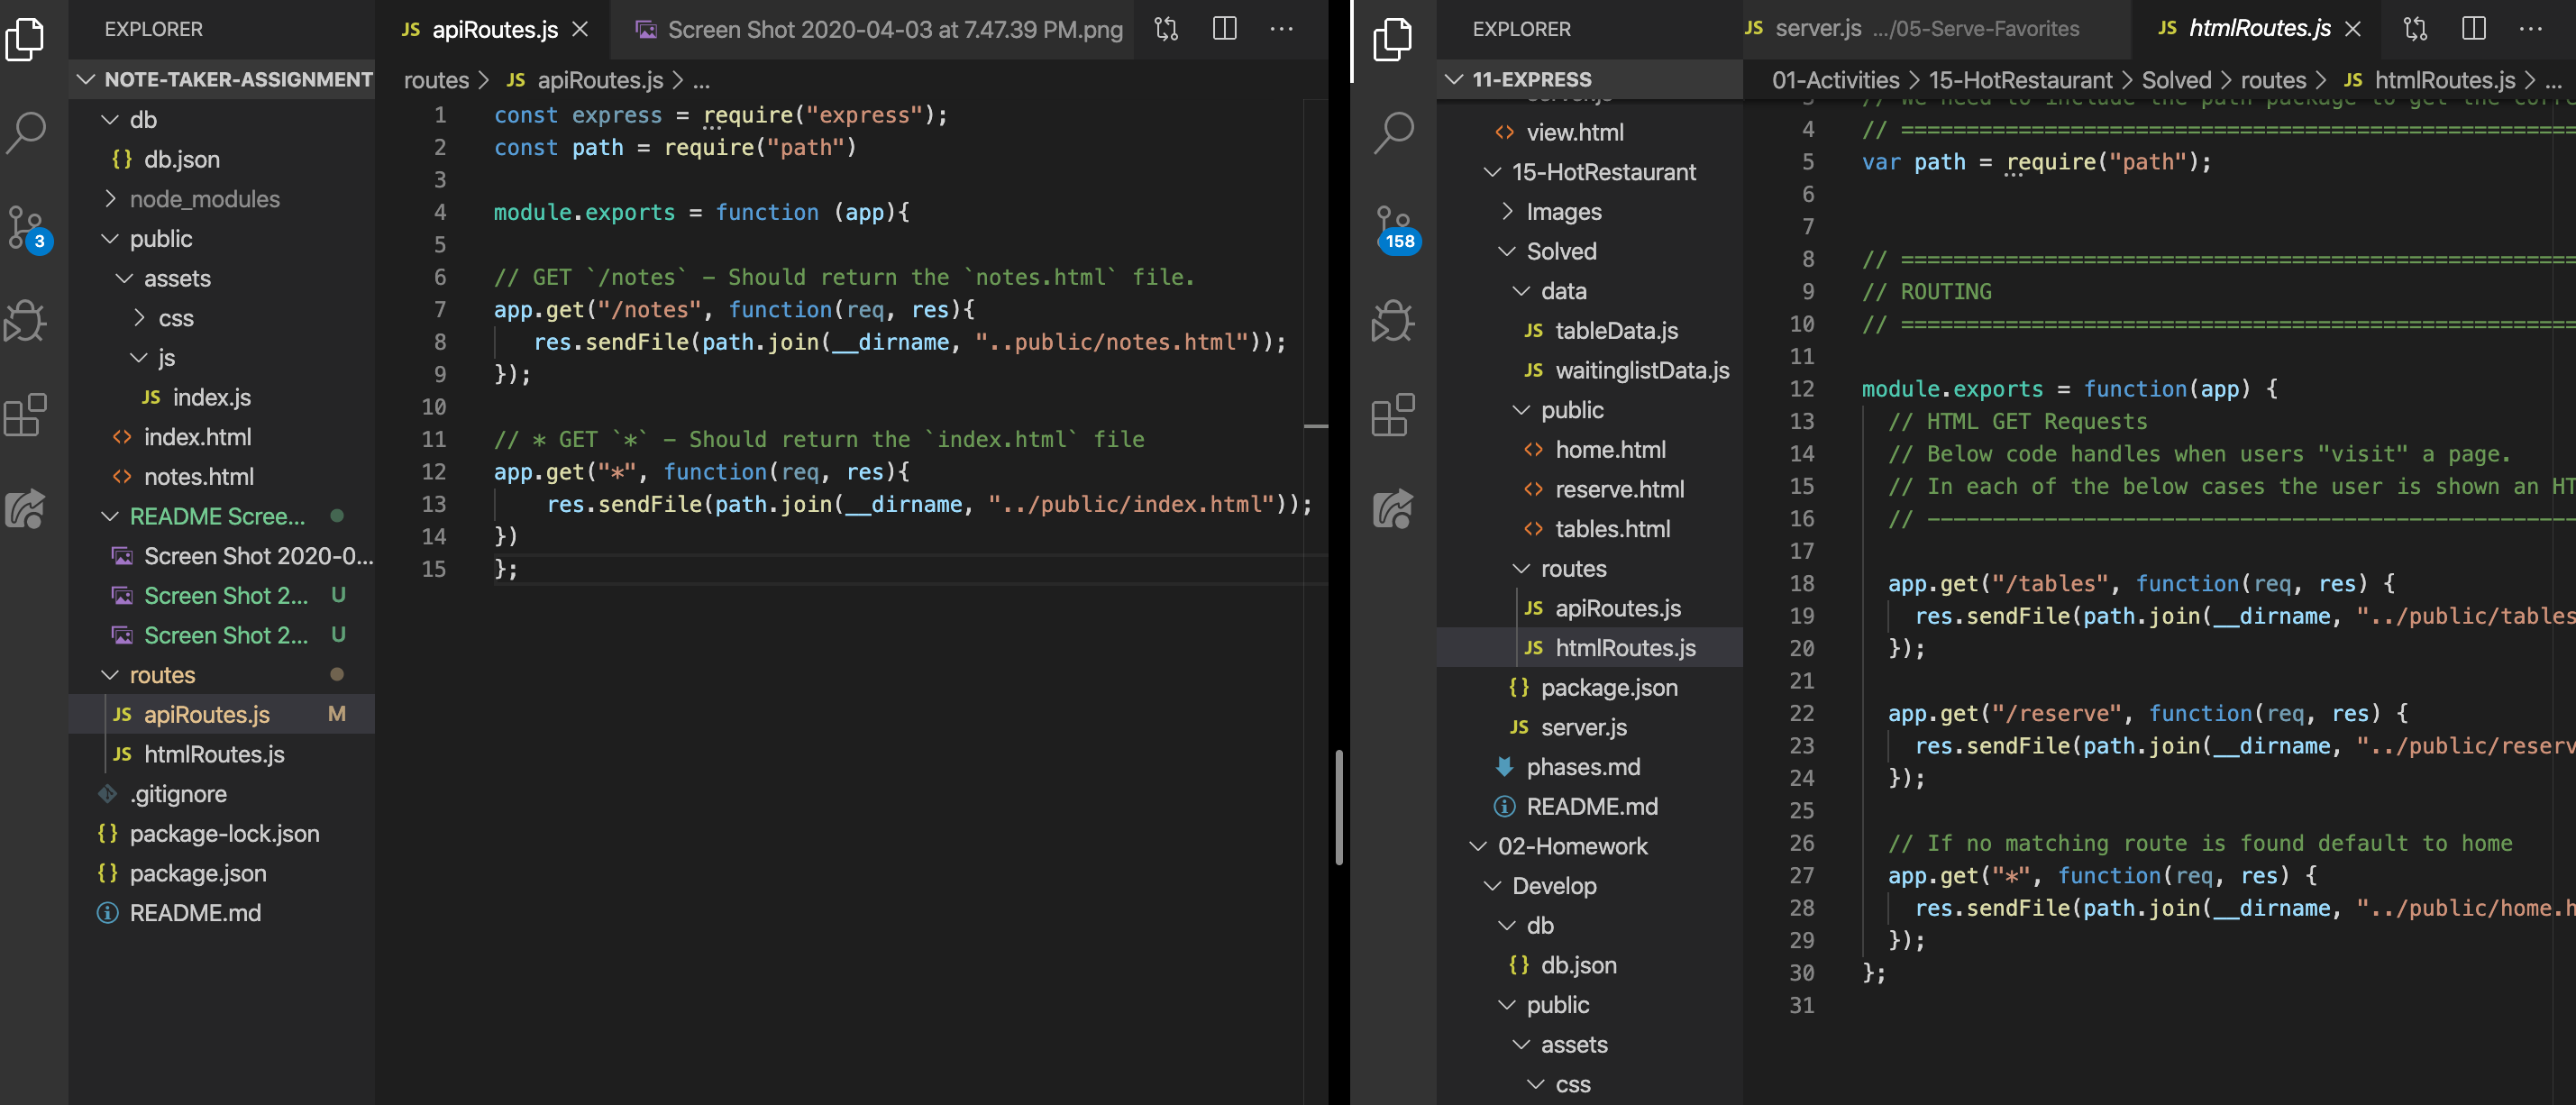 EXPLORER
NOTE-TAKER-ASSIGNMENT
db
{} db.json
node_modules
public
assets
css
js
JS index.js
<> index.html
<> notes.html
README Scree...
Screen Shot 2020-0...
Screen Shot 2... U
Screen Shot 2... U
routes
JS apiRoutes.js M
JS htmlRoutes.js
.gitignore
{} package-lock.json
{} package.json
README.md
3
JS apiRoutes.js
Screen Shot 2020-04-03 at 7.47.39 PM.png
routes > JS apiRoutes.js > ...
1 const express = require("express");
2 const path = require("path")
3
4 module.exports = function (app){
5
6 // GET `/notes` - Should return the `notes.html` file.
7 app.get("/notes", function(req, res){
8 res.sendFile(path.join(__dirname, "..public/notes.html"));
9 });
10
11 // * GET `*` - Should return the `index.html` file
12 app.get("*", function(req, res){
13 res.sendFile(path.join(__dirname, "../public/index.html"));
14 })
15 };
158
EXPLORER
11-EXPRESS
server.js
<> view.html
15-HotRestaurant
Images
Solved
data
JS tableData.js
JS waitinglistData.js
public
<> home.html
<> reserve.html
<> tables.html
routes
JS apiRoutes.js
JS htmlRoutes.js
{} package.json
JS server.js
phases.md
README.md
02-Homework
Develop
db
{} db.json
public
assets
css
JS server.js .../05-Serve-Favorites
JS htmlRoutes.js
01-Activities > 15-HotRestaurant > Solved > routes > JS htmlRoutes.js > ...
3 // We need to include the path package to get the corre
4 // ====================================================
5 var path = require("path");
6
7
8 // ====================================================
9 // ROUTING
10 // ====================================================
11
12 module.exports = function(app) {
13 // HTML GET Requests
14 // Below code handles when users "visit" a page.
15 // In each of the below cases the user is shown an HT
16 // --------------------------------------------------
17
18 app.get("/tables", function(req, res) {
19 res.sendFile(path.join(__dirname, "../public/tables
20 });
21
22 app.get("/reserve", function(req, res) {
23 res.sendFile(path.join(__dirname, "../public/reserv
24 });
25
26 // If no matching route is found default to home
27 app.get("*", function(req, res) {
28 res.sendFile(path.join(__dirname, "../public/home.h
29 });
30 };
31